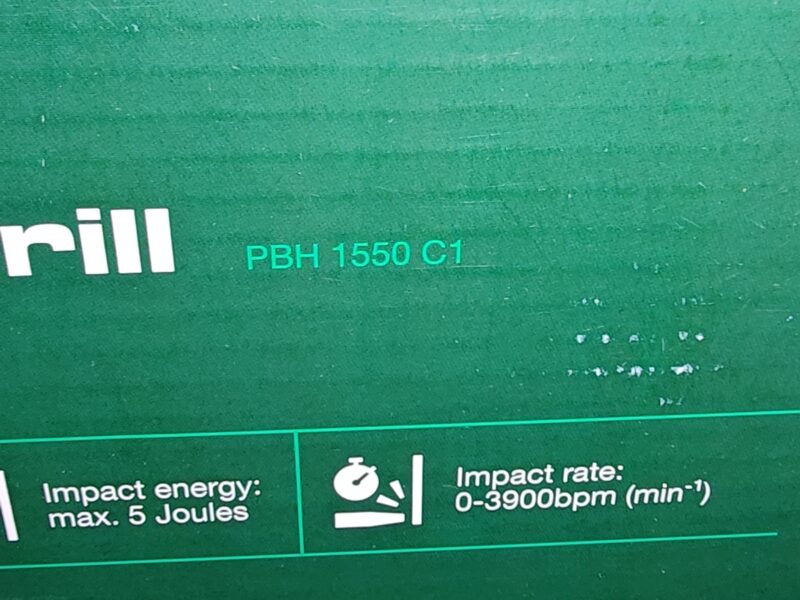 rill PBH 1550 C1
Impact energy:
max. 5 Joules
Impact rate:
0-3900bpm (min⁻¹)